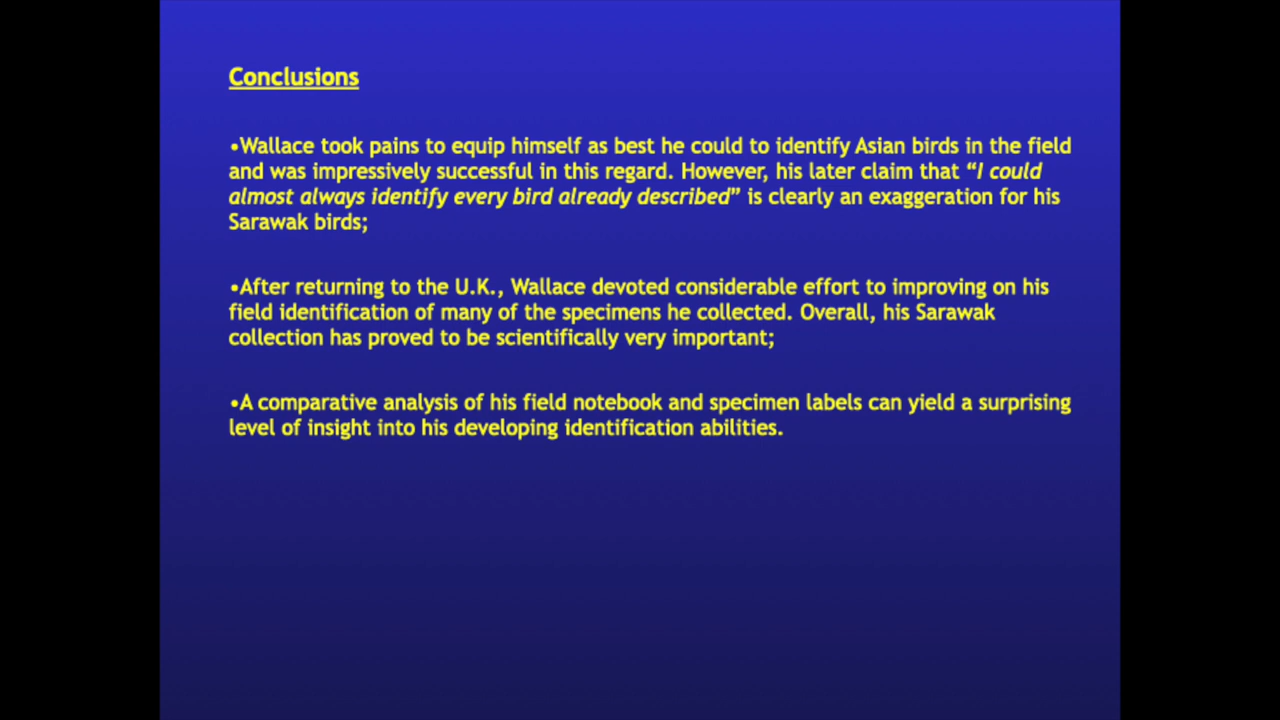 Conclusions
•Wallace took pains to equip himself as best he could to identify Asian birds in the field
and was impressively successful in this regard. However, his later claim that “I could
almost always identify every bird already described” is clearly an exaggeration for his
Sarawak birds;
•After returning to the U.K., Wallace devoted considerable effort to improving on his
field identification of many of the specimens he collected. Overall, his Sarawak
collection has proved to be scientifically very important;
•A comparative analysis of his field notebook and specimen labels can yield a surprising
level of insight into his developing identification abilities.